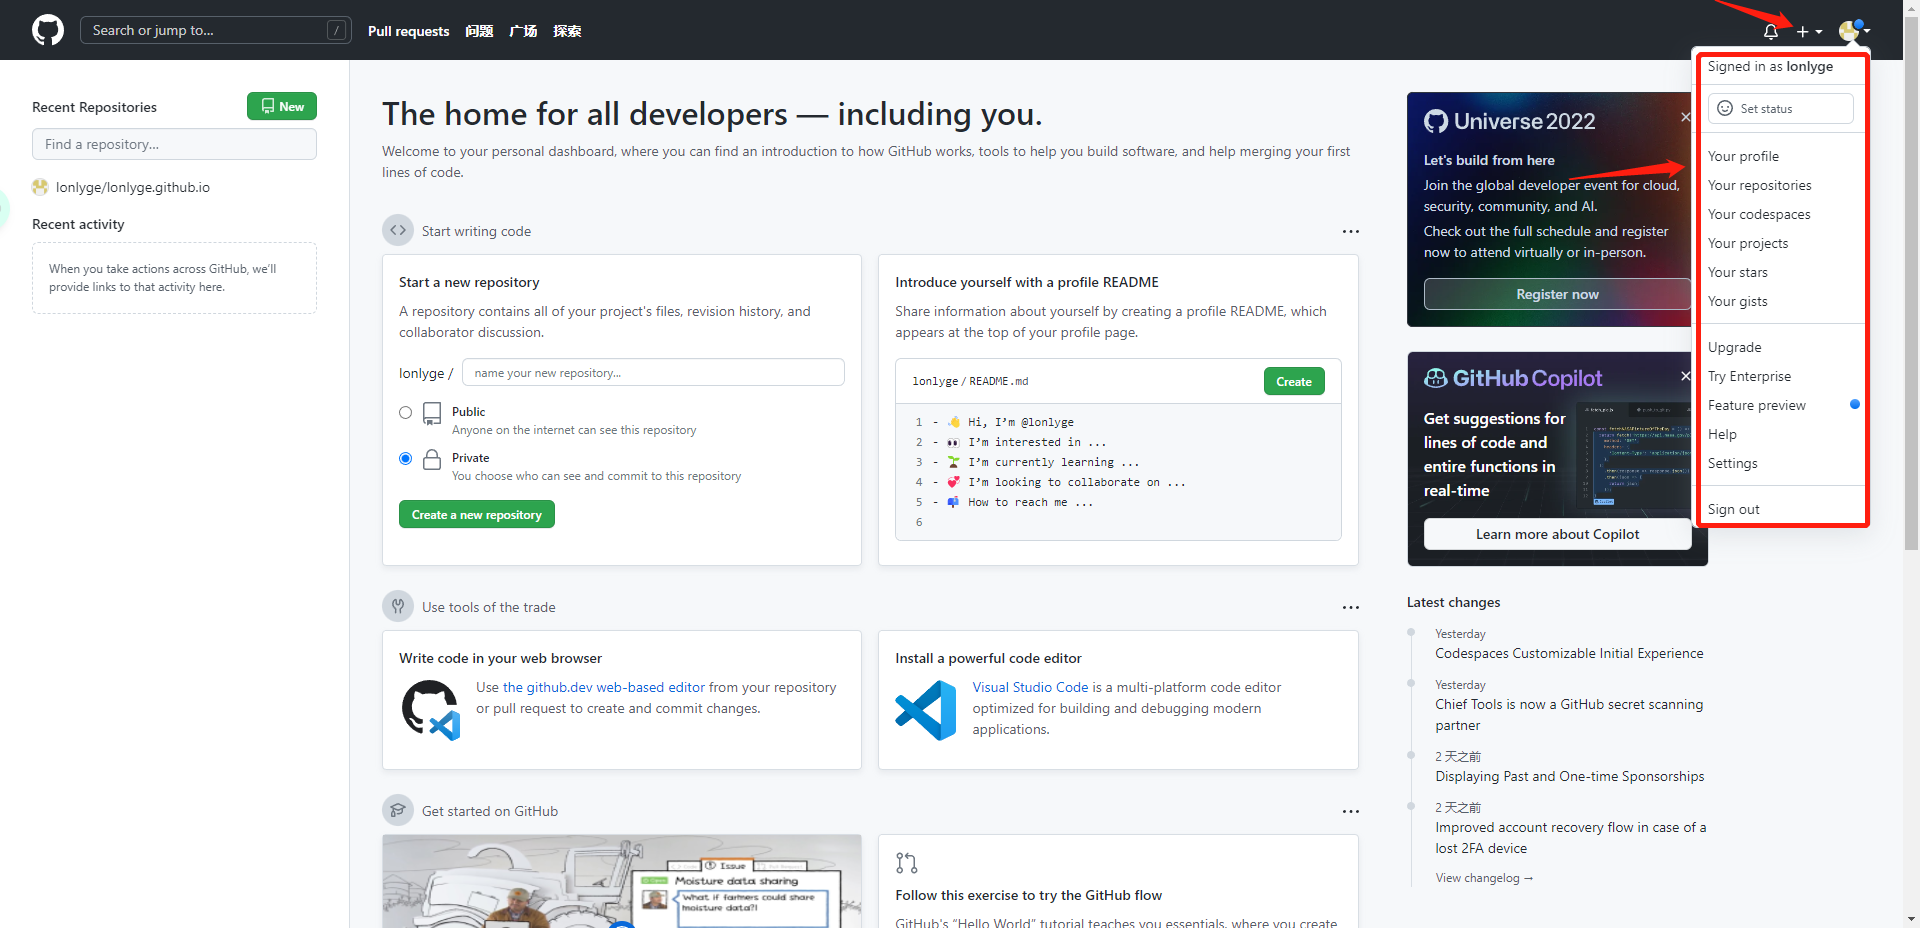 Search or jump to...
/
Pull requests 问题 广场 探索
Recent Repositories
New
Find a repository...
lonlyge/lonlyge.github.io
Recent activity
When you take actions across GitHub, we'll
provide links to that activity here.
The home for all developers — including you.
Welcome to your personal dashboard, where you can find an introduction to how GitHub works, tools to help you build software, and help merging your first
lines of code.
Start writing code
Start a new repository
A repository contains all of your project's files, revision history, and
collaborator discussion.
lonlyge /
name your new repository...
Public
Anyone on the internet can see this repository
Private
You choose who can see and commit to this repository
Create a new repository
Introduce yourself with a profile README
Share information about yourself by creating a profile README, which
appears at the top of your profile page.
lonlyge / README.md
Create
1 - 👋 Hi, I'm @lonlyge
2 - 👀 I'm interested in ...
3 - 🌱 I'm currently learning ...
4 - 💞️ I'm looking to collaborate on ...
5 - 📫 How to reach me ...
6
Use tools of the trade
Write code in your web browser
Use the github.dev web-based editor from your repository
or pull request to create and commit changes.
Install a powerful code editor
Visual Studio Code is a multi-platform code editor
optimized for building and debugging modern
applications.
Get started on GitHub
Issue
Moisture data sharing
What if farmers could share
moisture data?!
Follow this exercise to try the GitHub flow
GitHub's "Hello World" tutorial teaches you essentials, where you create
Universe 2022
Let's build from here
Join the global developer event for cloud,
security, community, and AI.
Check out the full schedule and register
now to attend virtually or in-person.
Register now
GitHub Copilot
Get suggestions for
lines of code and
entire functions in
real-time
Learn more about Copilot
Latest changes
Yesterday
Codespaces Customizable Initial Experience
Yesterday
Chief Tools is now a GitHub secret scanning
partner
2 天之前
Displaying Past and One-time Sponsorships
2 天之前
Improved account recovery flow in case of a
lost 2FA device
View changelog →
Signed in as lonlyge
Set status
Your profile
Your repositories
Your codespaces
Your projects
Your stars
Your gists
Upgrade
Try Enterprise
Feature preview
Help
Settings
Sign out